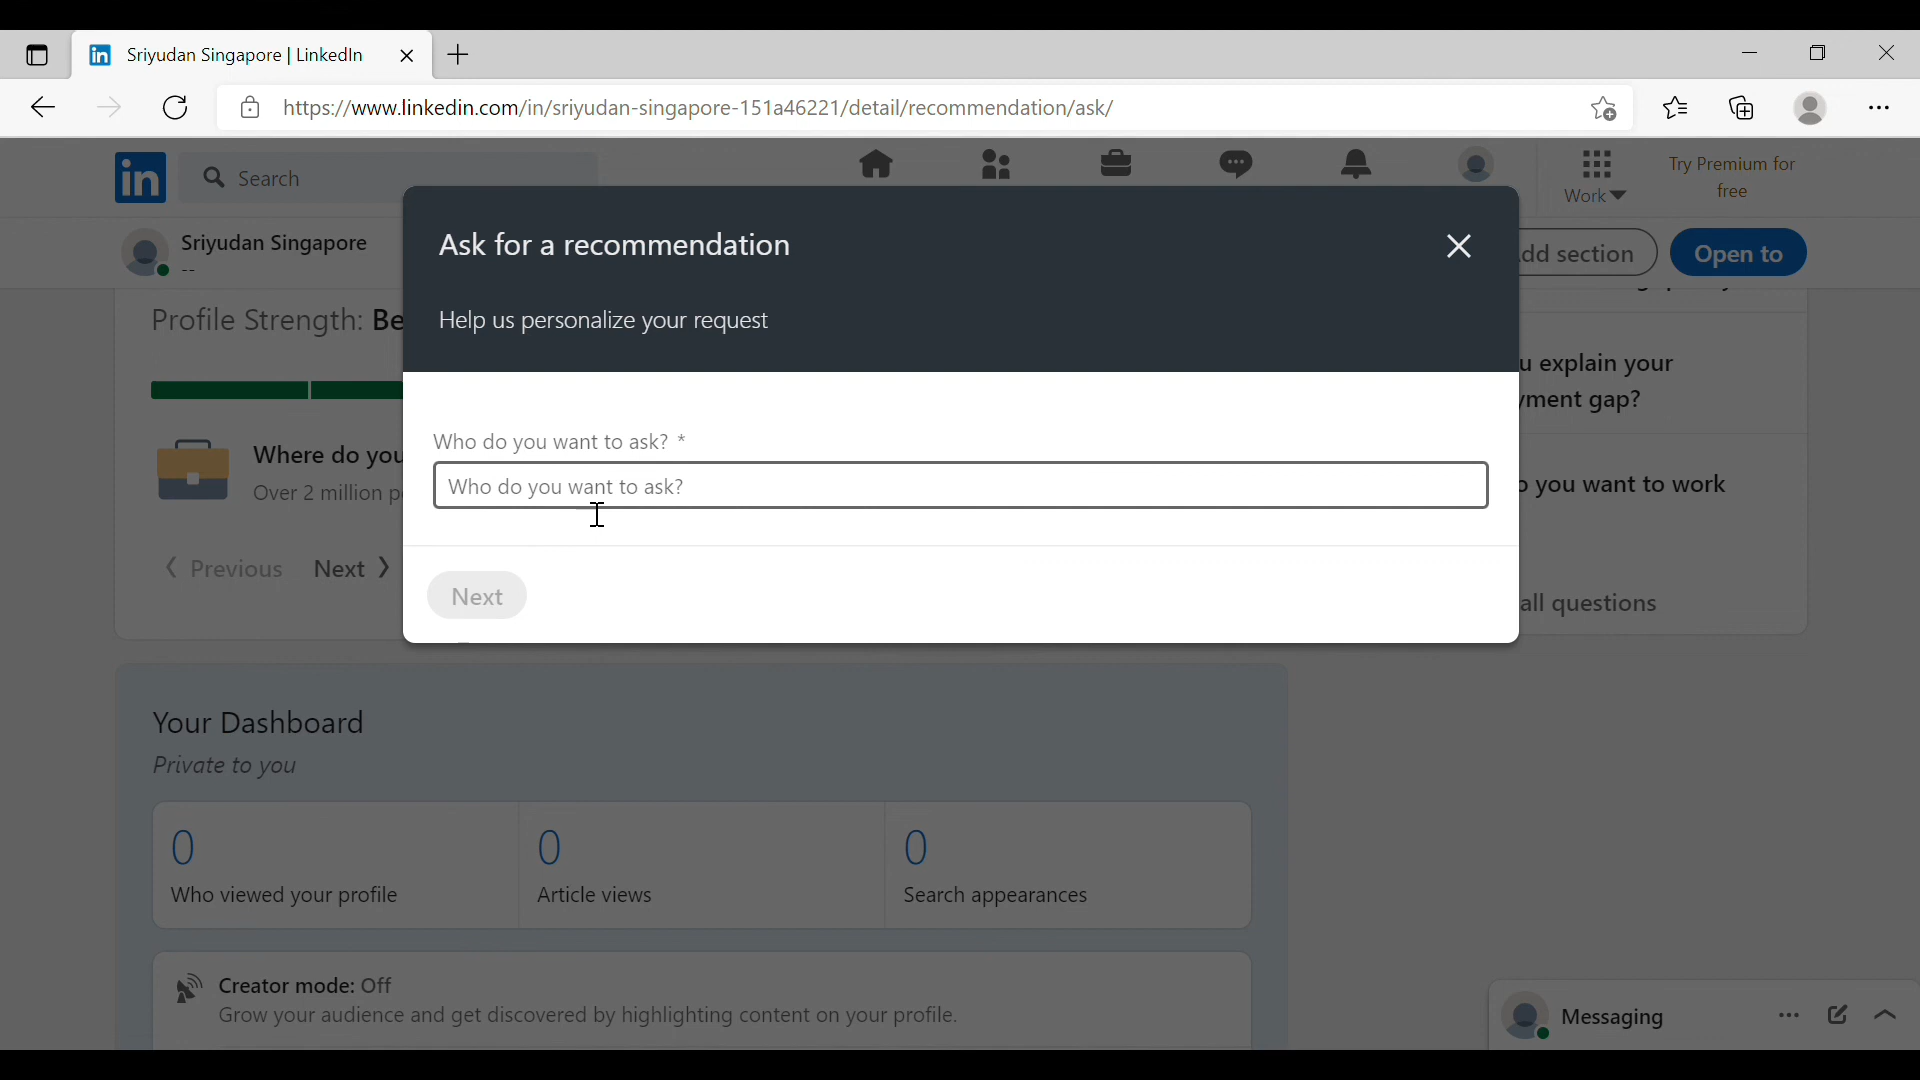 Sriyudan Singapore | LinkedIn
https://www.linkedin.com/in/sriyudan-singapore-151a46221/detail/recommendation/ask/
in
Search
Work
Try Premium for
free
Sriyudan Singapore
--
dd section
Open to
Ask for a recommendation
Help us personalize your request
Profile Strength: Be
u explain your
ment gap?
Who do you want to ask? *
Who do you want to ask?
Where do you
Over 2 million p
o you want to work
Previous
Next
Next
all questions
Your Dashboard
Private to you
0
Who viewed your profile
0
Article views
0
Search appearances
Creator mode: Off
Grow your audience and get discovered by highlighting content on your profile.
Messaging